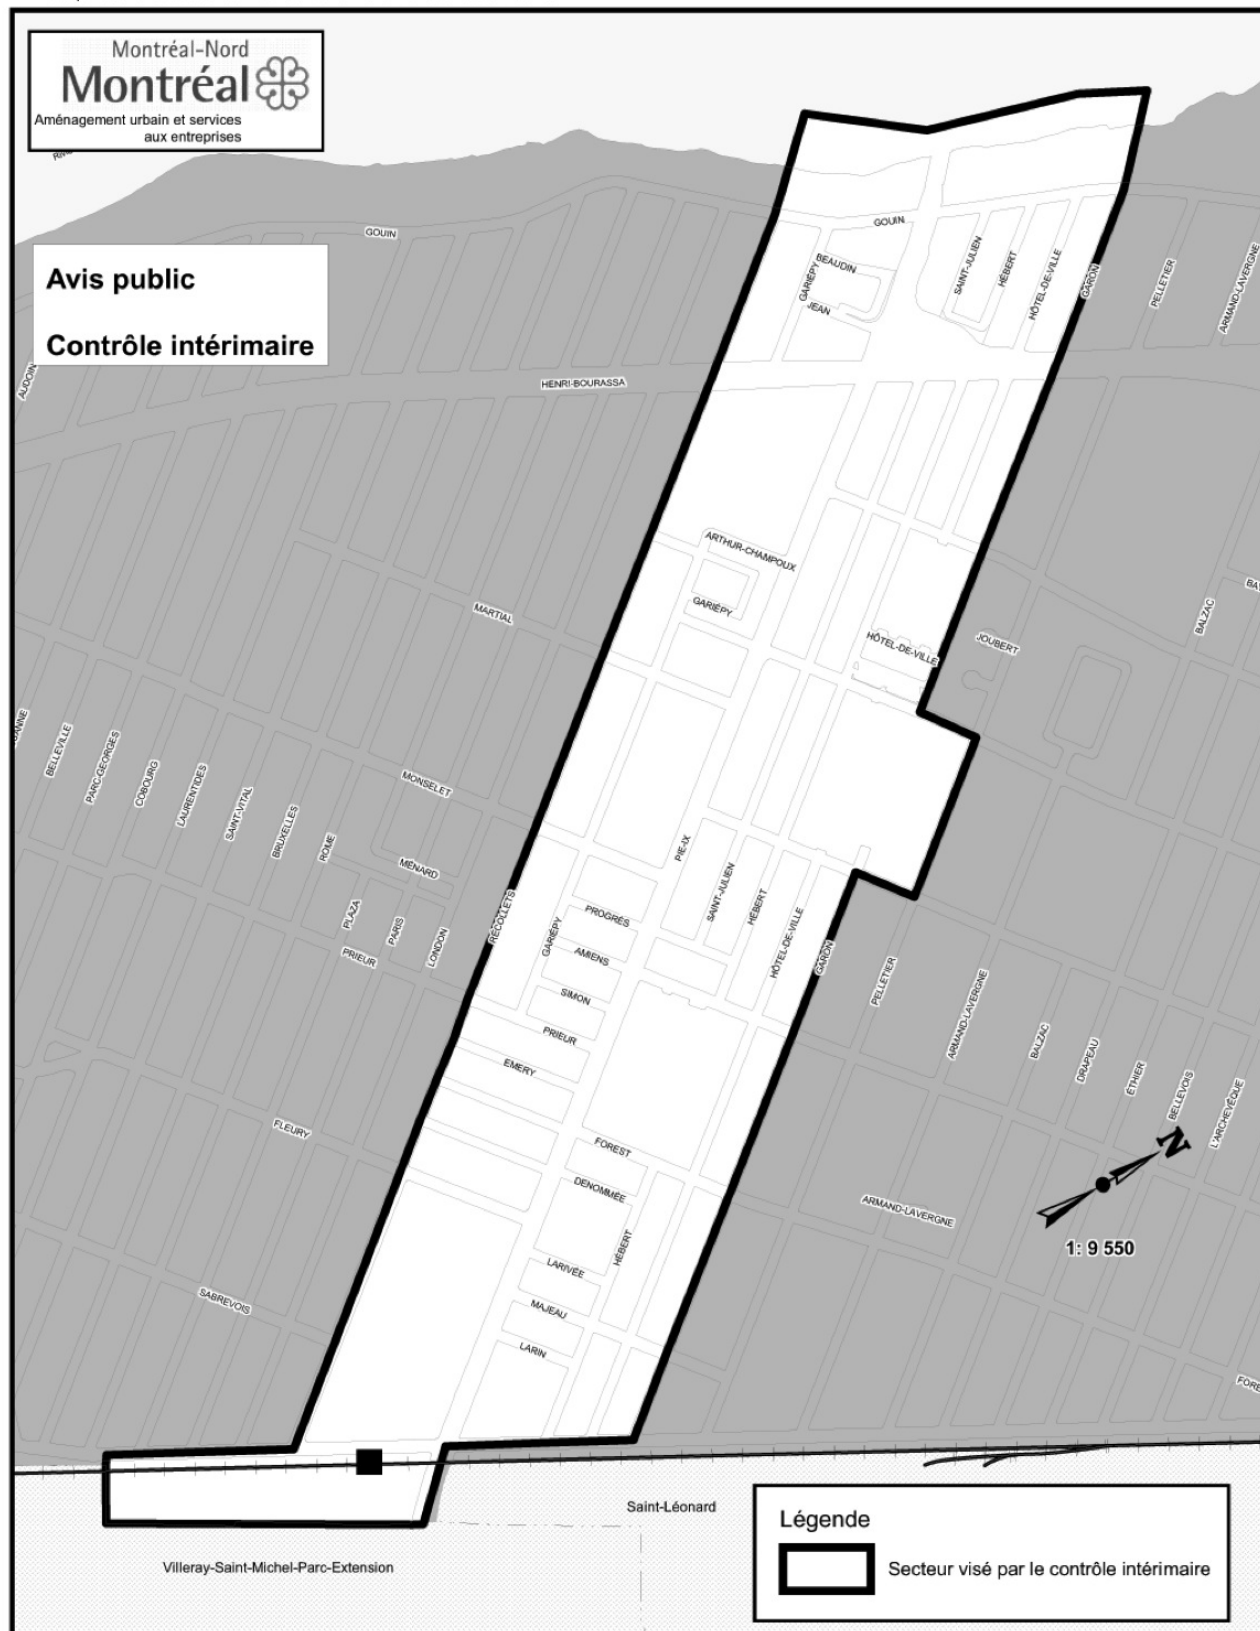 Montréal-Nord
Montréal
Aménagement urbain et services
aux entreprises
GOUIN
GOUIN
Avis public
Contrôle intérimaire
BEAUDIN
GARIÉPY
JEAN
SAINT-JULIEN
HÉBERT
HÔTEL-DE-VILLE
GARON
PELLETIER
ARMAND-LAVERGNE
AUDOIN
HENRI-BOURASSA
ARTHUR-CHAMPOUX
GARIÉPY
MARTIAL
HÔTEL-DE-VILLE
JOUBERT
BALZAC
BELLEVILLE
PARC-GEORGES
COBOURG
LAURENTIDES
SAINT-VITAL
BRUXELLES
ROME
MONSELET
MÉNARD
PLAZA
PARIS
LONDON
PRIEUR
RÉCOLLETS
GARIÉPY
PIE-IX
SAINT-JULIEN
HÉBERT
HÔTEL-DE-VILLE
GARON
PROGRÈS
AMIENS
SIMON
PRIEUR
EMERY
PELLETIER
ARMAND-LAVERGNE
BALZAC
DRAPEAU
ÉTHIER
BELLEVOIS
L'ARCHEVÊQUE
FLEURY
FOREST
DENOMMÉE
HÉBERT
ARMAND-LAVERGNE
N
1: 9 550
LARIVÉE
MAJEAU
LARIN
SABREVOIS
Saint-Léonard
Villeray-Saint-Michel-Parc-Extension
Légende
Secteur visé par le contrôle intérimaire